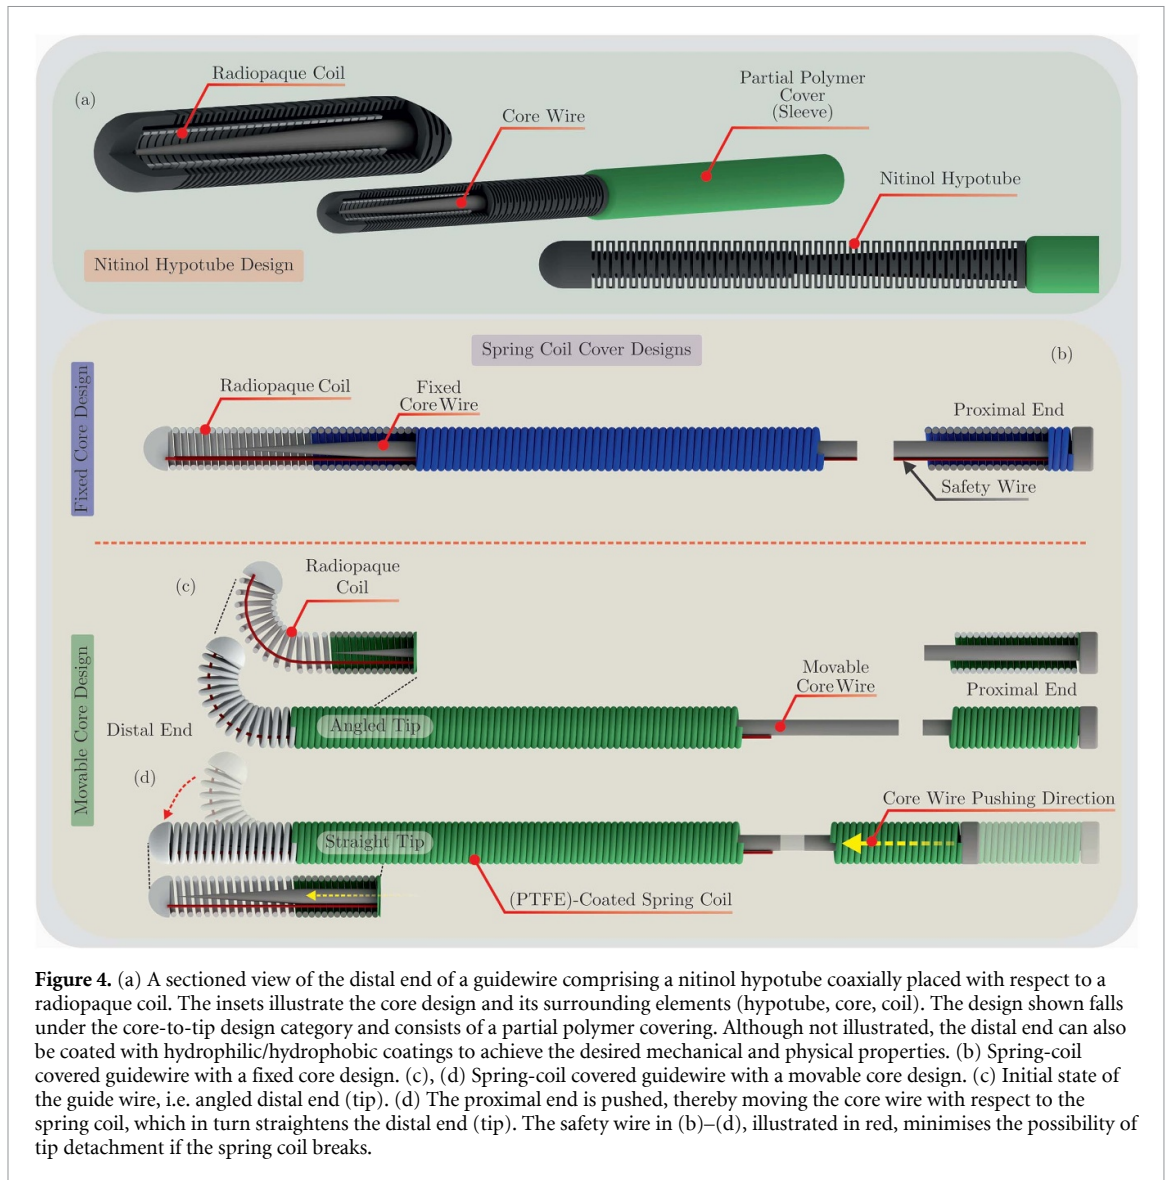 (a)
Radiopaque Coil
Core Wire
Partial Polymer
Cover
(Sleeve)
Nitinol Hypotube
Nitinol Hypotube Design
Spring Coil Cover Designs
(b)
Fixed Core Design
Radiopaque Coil
Fixed
Core Wire
Proximal End
Safety Wire
Movable Core Design
(c)
Radiopaque
Coil
Distal End
Angled Tip
Movable
Core Wire
Proximal End
(d)
Straight Tip
Core Wire Pushing Direction
(PTFE)-Coated Spring Coil
Figure 4. (a) A sectioned view of the distal end of a guidewire comprising a nitinol hypotube coaxially placed with respect to a
radiopaque coil. The insets illustrate the core design and its surrounding elements (hypotube, core, coil). The design shown falls
under the core-to-tip design category and consists of a partial polymer covering. Although not illustrated, the distal end can also
be coated with hydrophilic/hydrophobic coatings to achieve the desired mechanical and physical properties. (b) Spring-coil
covered guidewire with a fixed core design. (c), (d) Spring-coil covered guidewire with a movable core design. (c) Initial state of
the guide wire, i.e. angled distal end (tip). (d) The proximal end is pushed, thereby moving the core wire with respect to the
spring coil, which in turn straightens the distal end (tip). The safety wire in (b)–(d), illustrated in red, minimises the possibility of
tip detachment if the spring coil breaks.